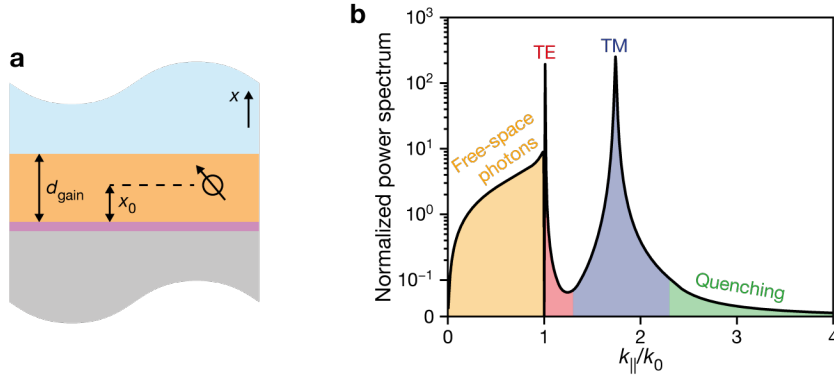 a
x
d_gain
x_0
b
Normalized power spectrum
10^3
10^2
10^1
10^0
10^-1
0
TE
TM
Free-space
photons
Quenching
0
1
2
3
4
k_||/k_0